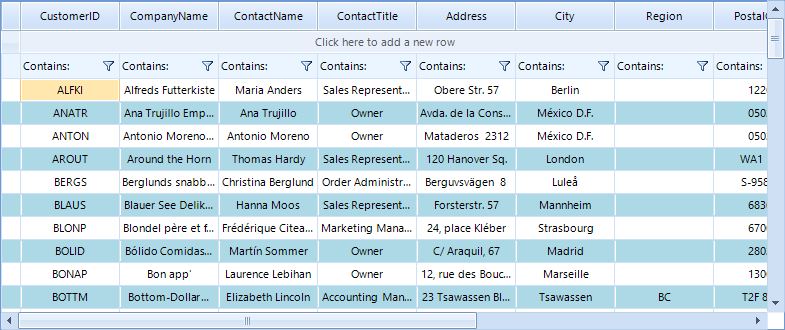 CustomerID CompanyName ContactName ContactTitle Address City Region PostalC
Click here to add a new row
Contains: Contains: Contains: Contains: Contains: Contains: Contains: Contains:
ALFKI Alfreds Futterkiste Maria Anders Sales Represent... Obere Str. 57 Berlin 1220
ANATR Ana Trujillo Emp... Ana Trujillo Owner Avda. de la Cons... México D.F. 050
ANTON Antonio Moreno... Antonio Moreno Owner Mataderos 2312 México D.F. 050
AROUT Around the Horn Thomas Hardy Sales Represent... 120 Hanover Sq. London WA1
BERGS Berglunds snabb... Christina Berglund Order Administr... Berguvsvägen 8 Luleå S-958
BLAUS Blauer See Delik... Hanna Moos Sales Represent... Forsterstr. 57 Mannheim 683
BLONP Blondel père et f... Frédérique Citea... Marketing Mana... 24, place Kléber Strasbourg 670
BOLID Bólido Comidas... Martín Sommer Owner C/ Araquil, 67 Madrid 280
BONAP Bon app' Laurence Lebihan Owner 12, rue des Bouc... Marseille 130
BOTTM Bottom-Dollar... Elizabeth Lincoln Accounting Man... 23 Tsawassen Bl... Tsawassen BC T2F 8